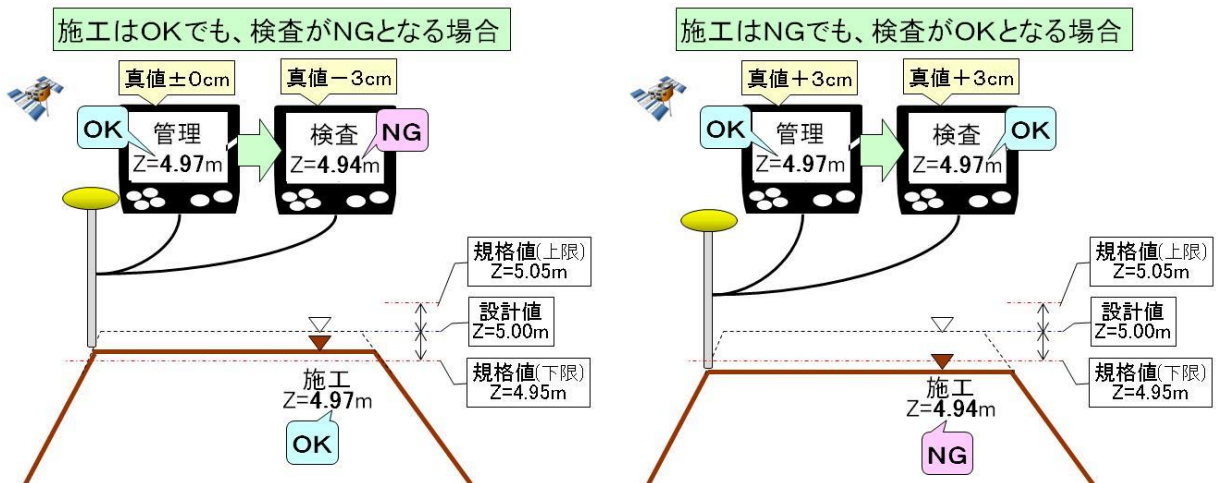 施工はOKでも、検査がNGとなる場合
真値±0cm
真値－3cm
OK
管理
Z=4.97m
検査
Z=4.94m
NG
規格値(上限)
Z=5.05m
設計値
Z=5.00m
規格値(下限)
Z=4.95m
施工
Z=4.97m
OK
施工はNGでも、検査がOKとなる場合
真値＋3cm
真値＋3cm
OK
管理
Z=4.97m
検査
Z=4.97m
OK
規格値(上限)
Z=5.05m
設計値
Z=5.00m
規格値(下限)
Z=4.95m
施工
Z=4.94m
NG